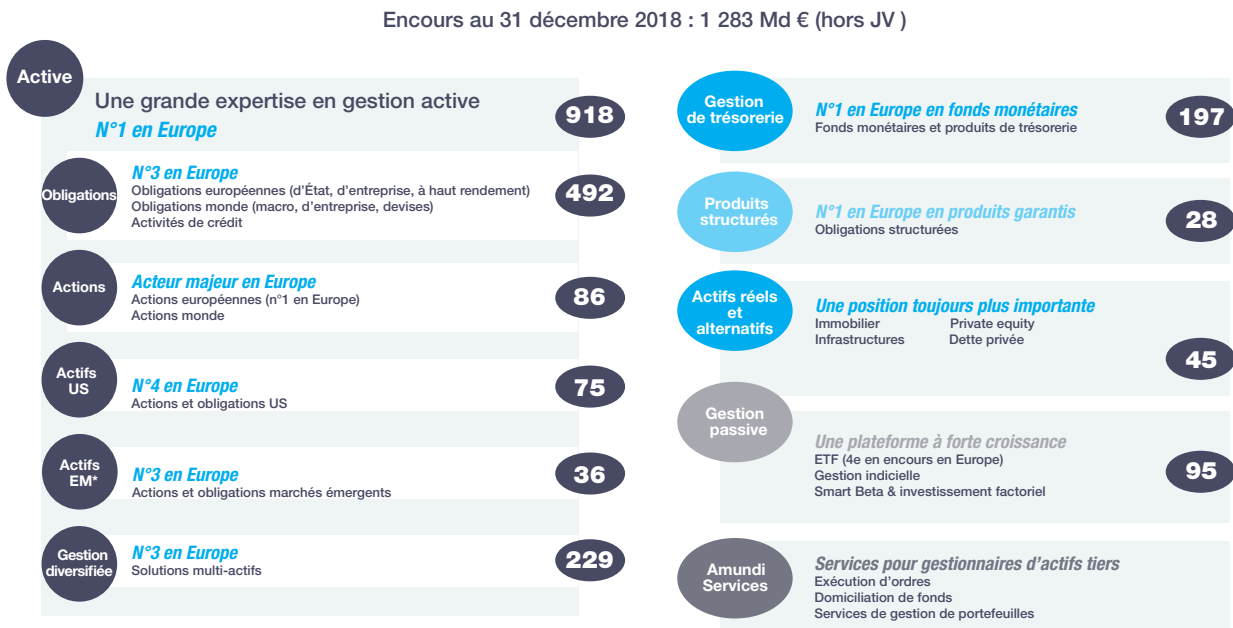 Encours au 31 décembre 2018 : 1 283 Md € (hors JV )
Active
Une grande expertise en gestion active
N°1 en Europe
918
Obligations
N°3 en Europe
Obligations européennes (d'État, d'entreprise, à haut rendement)
Obligations monde (macro, d'entreprise, devises)
Activités de crédit
492
Actions
Acteur majeur en Europe
Actions européennes (n°1 en Europe)
Actions monde
86
Actifs
US
N°4 en Europe
Actions et obligations US
75
Actifs
EM*
N°3 en Europe
Actions et obligations marchés émergents
36
Gestion
diversifiée
N°3 en Europe
Solutions multi-actifs
229
Gestion
de trésorerie
N°1 en Europe en fonds monétaires
Fonds monétaires et produits de trésorerie
197
Produits
structurés
N°1 en Europe en produits garantis
Obligations structurées
28
Actifs réels
et
alternatifs
Une position toujours plus importante
Immobilier Private equity
Infrastructures Dette privée
45
Gestion
passive
Une plateforme à forte croissance
ETF (4e en encours en Europe)
Gestion indicielle
Smart Beta & investissement factoriel
95
Amundi
Services
Services pour gestionnaires d'actifs tiers
Exécution d'ordres
Domiciliation de fonds
Services de gestion de portefeuilles